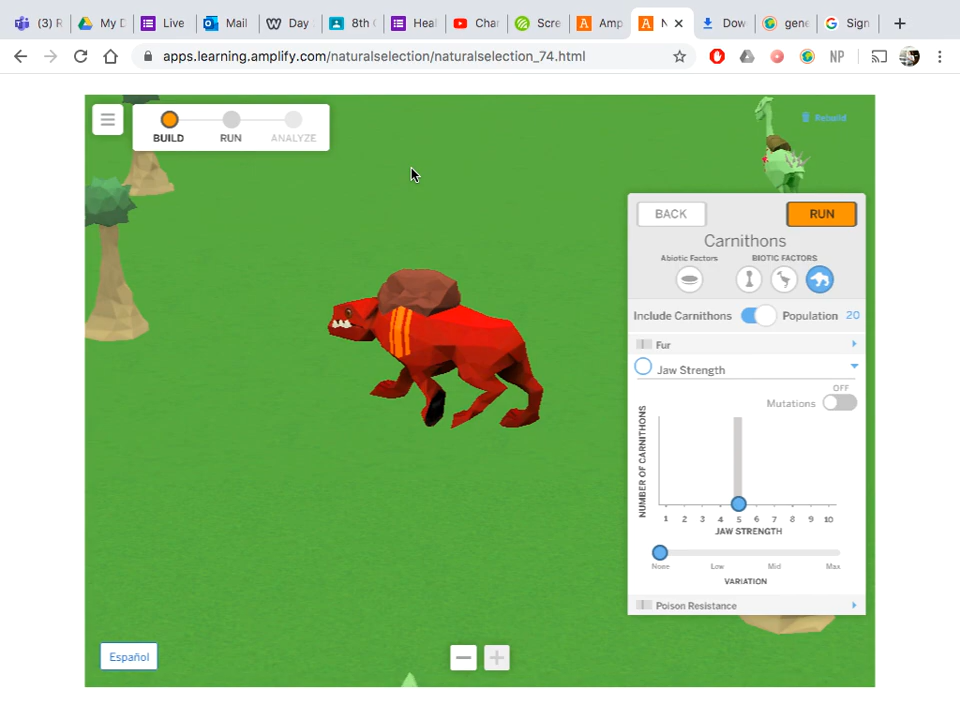 (3) R
My D
Live
Mail
Day
8th
Heal
Char
Scre
Amp
N
Dow
gene
Sign
apps.learning.amplify.com/naturalselection/naturalselection_74.html
NP
BUILD
RUN
ANALYZE
Rebuild
BACK
RUN
Carnithons
Abiotic Factors
BIOTIC FACTORS
Include Carnithons
Population 20
Fur
Jaw Strength
OFF
Mutations
NUMBER OF CARNITHONS
1 2 3 4 5 6 7 8 9 10
JAW STRENGTH
None Low Mid Max
VARIATION
Poison Resistance
Español